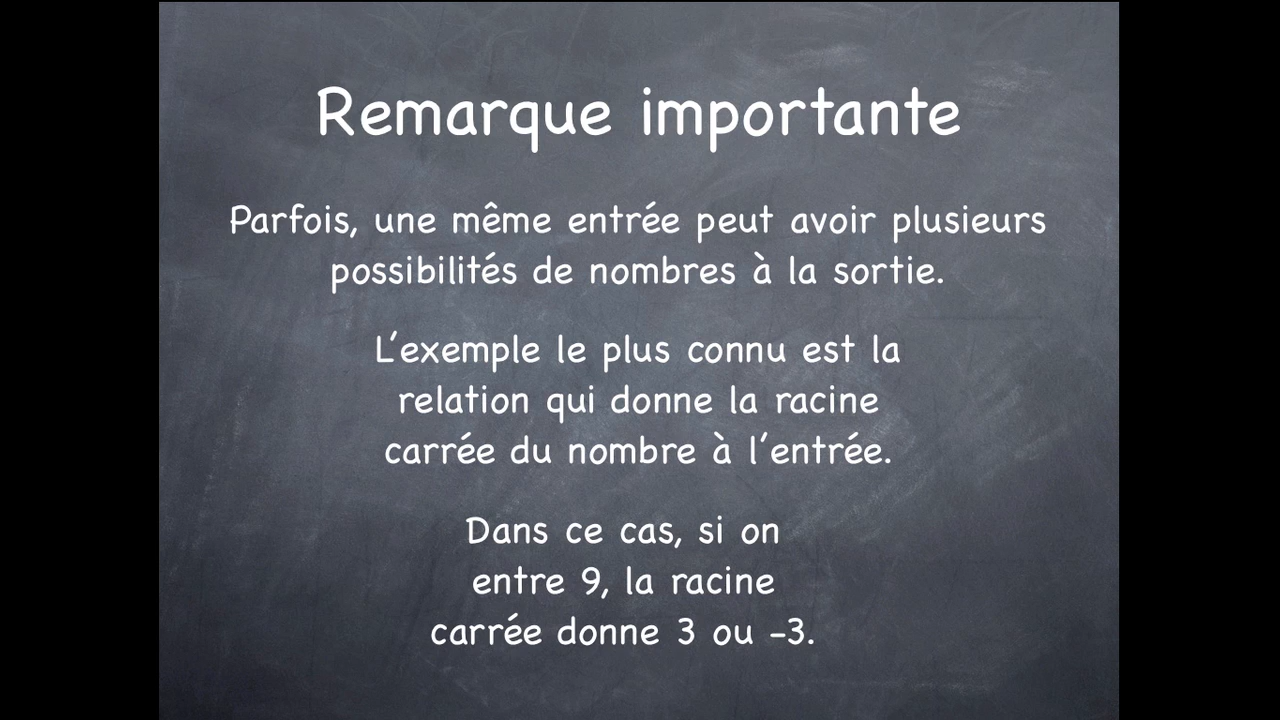 Remarque importante
Parfois, une même entrée peut avoir plusieurs
possibilités de nombres à la sortie.
L'exemple le plus connu est la
relation qui donne la racine
carrée du nombre à l'entrée.
Dans ce cas, si on
entre 9, la racine
carrée donne 3 ou -3.